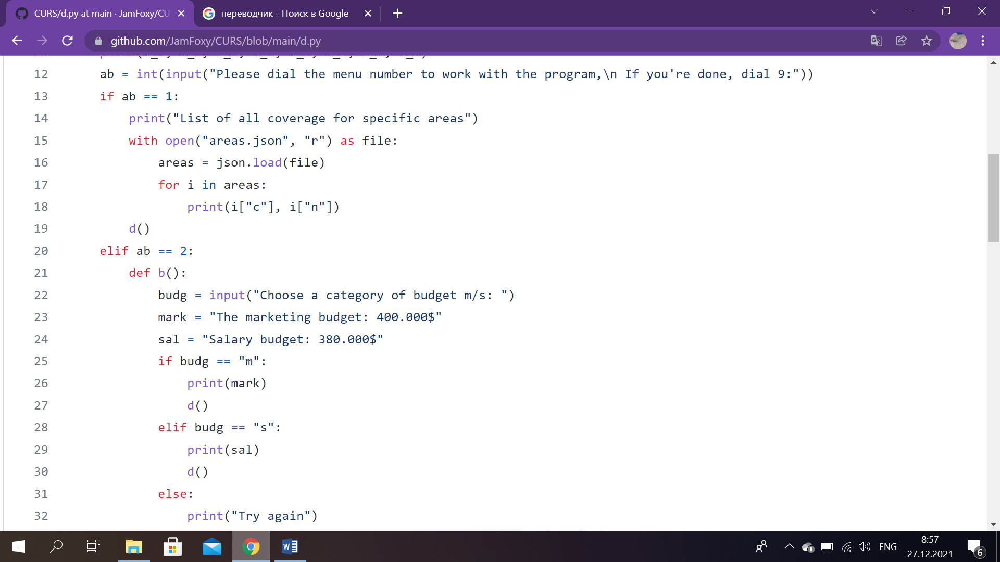 CURS/d.py at main · JamFoxy/CU
переводчик - Поиск в Google
github.com/JamFoxy/CURS/blob/main/d.py
12 ab = int(input("Please dial the menu number to work with the program,\n If you're done, dial 9:"))
13 if ab == 1:
14 print("List of all coverage for specific areas")
15 with open("areas.json", "r") as file:
16 areas = json.load(file)
17 for i in areas:
18 print(i["c"], i["n"])
19 d()
20 elif ab == 2:
21 def b():
22 budg = input("Choose a category of budget m/s: ")
23 mark = "The marketing budget: 400.000$"
24 sal = "Salary budget: 380.000$"
25 if budg == "m":
26 print(mark)
27 d()
28 elif budg == "s":
29 print(sal)
30 d()
31 else:
32 print("Try again")
W
ENG
8:57
27.12.2021
6